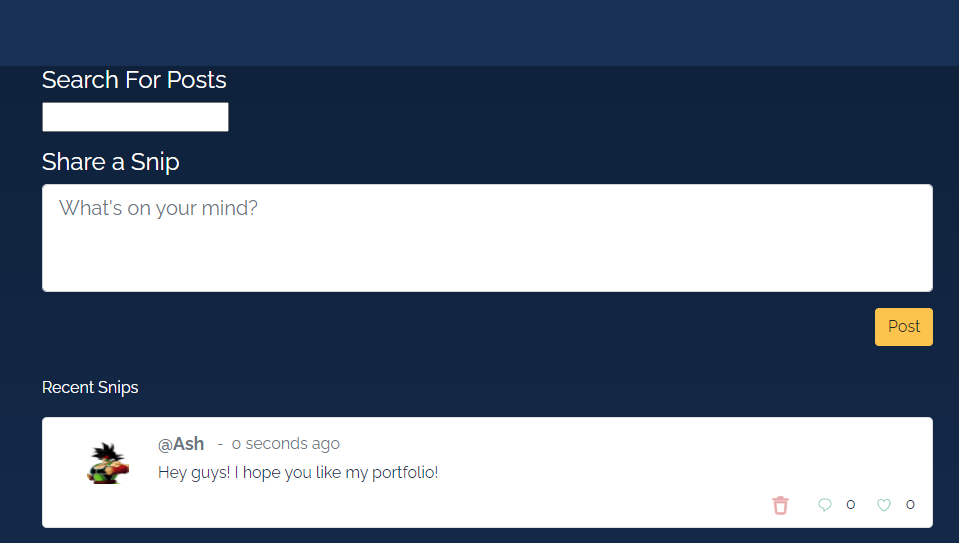 Search For Posts
Share a Snip
What's on your mind?
Post
Recent Snips
@Ash - 0 seconds ago
Hey guys! I hope you like my portfolio!
0 0